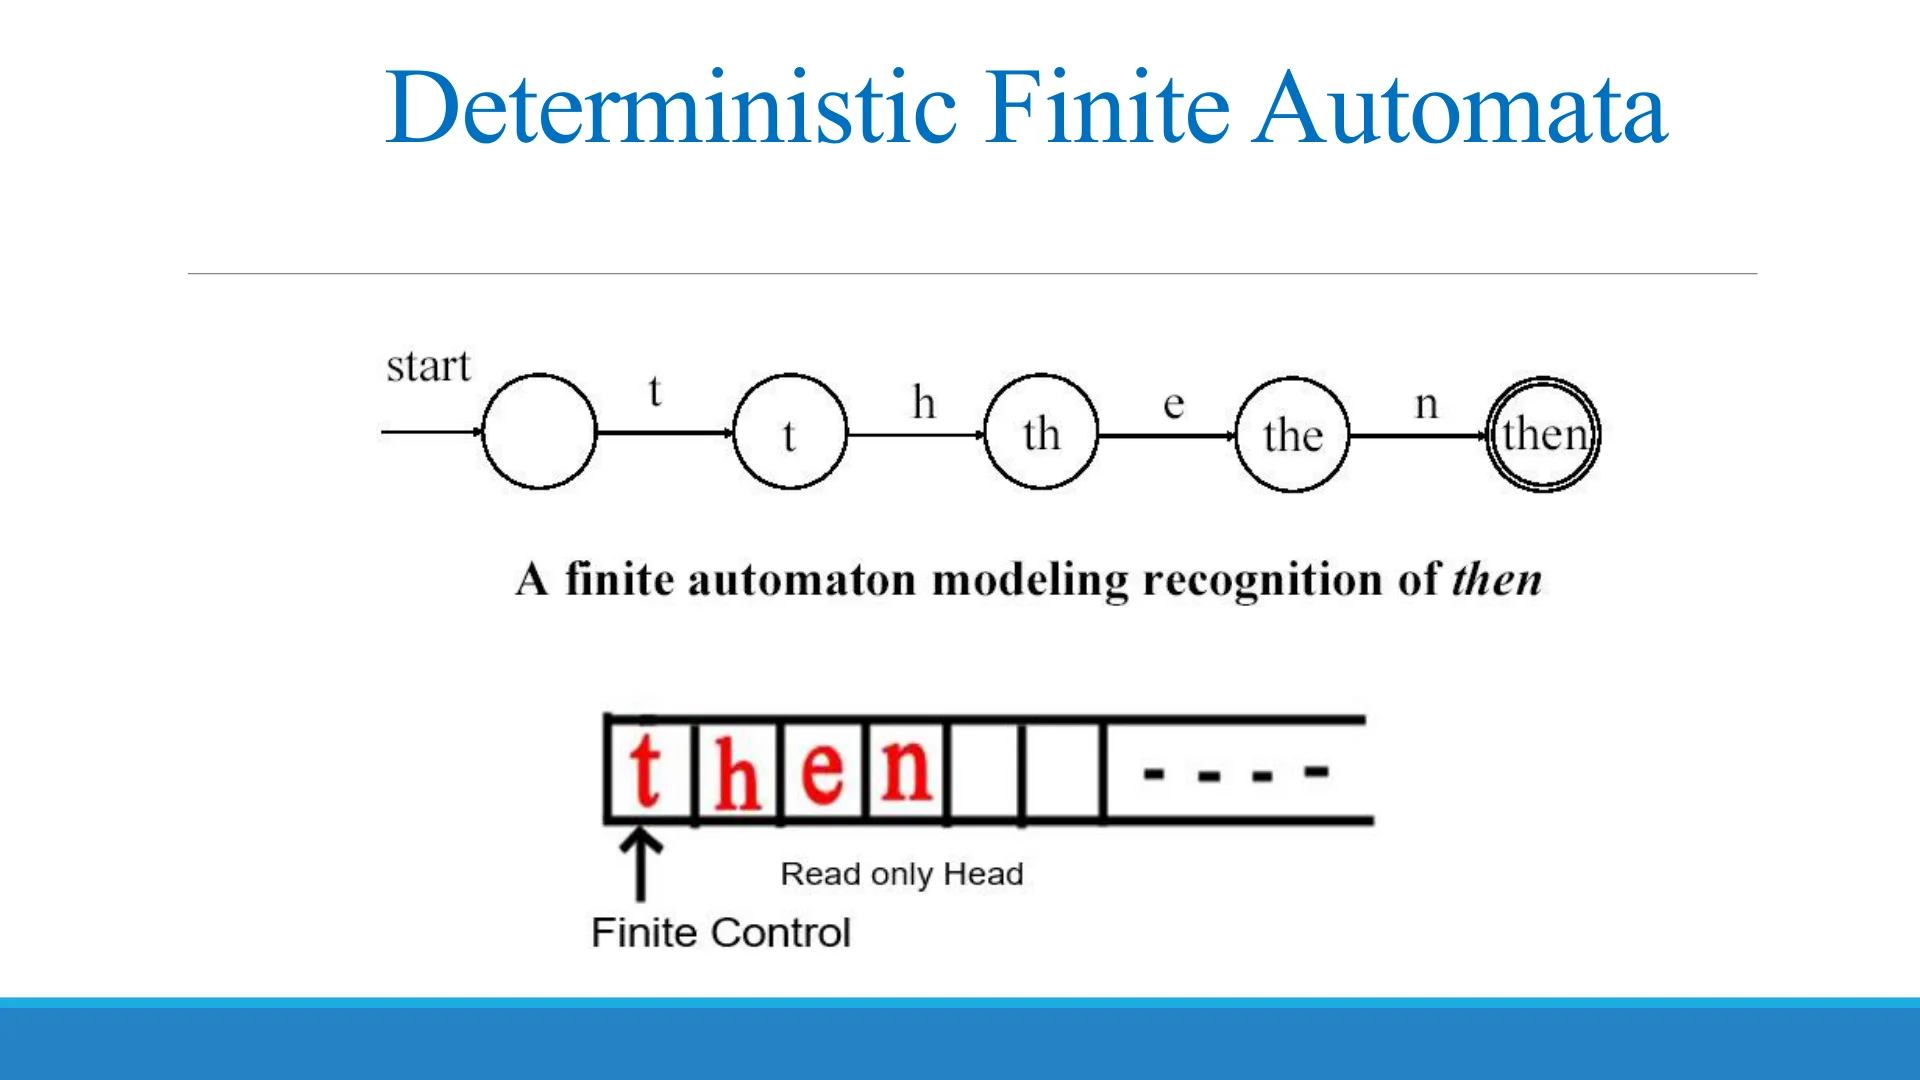 Deterministic Finite Automata
start
t h e n
t th the then
A finite automaton modeling recognition of then
t h e n - - - -
Read only Head
Finite Control